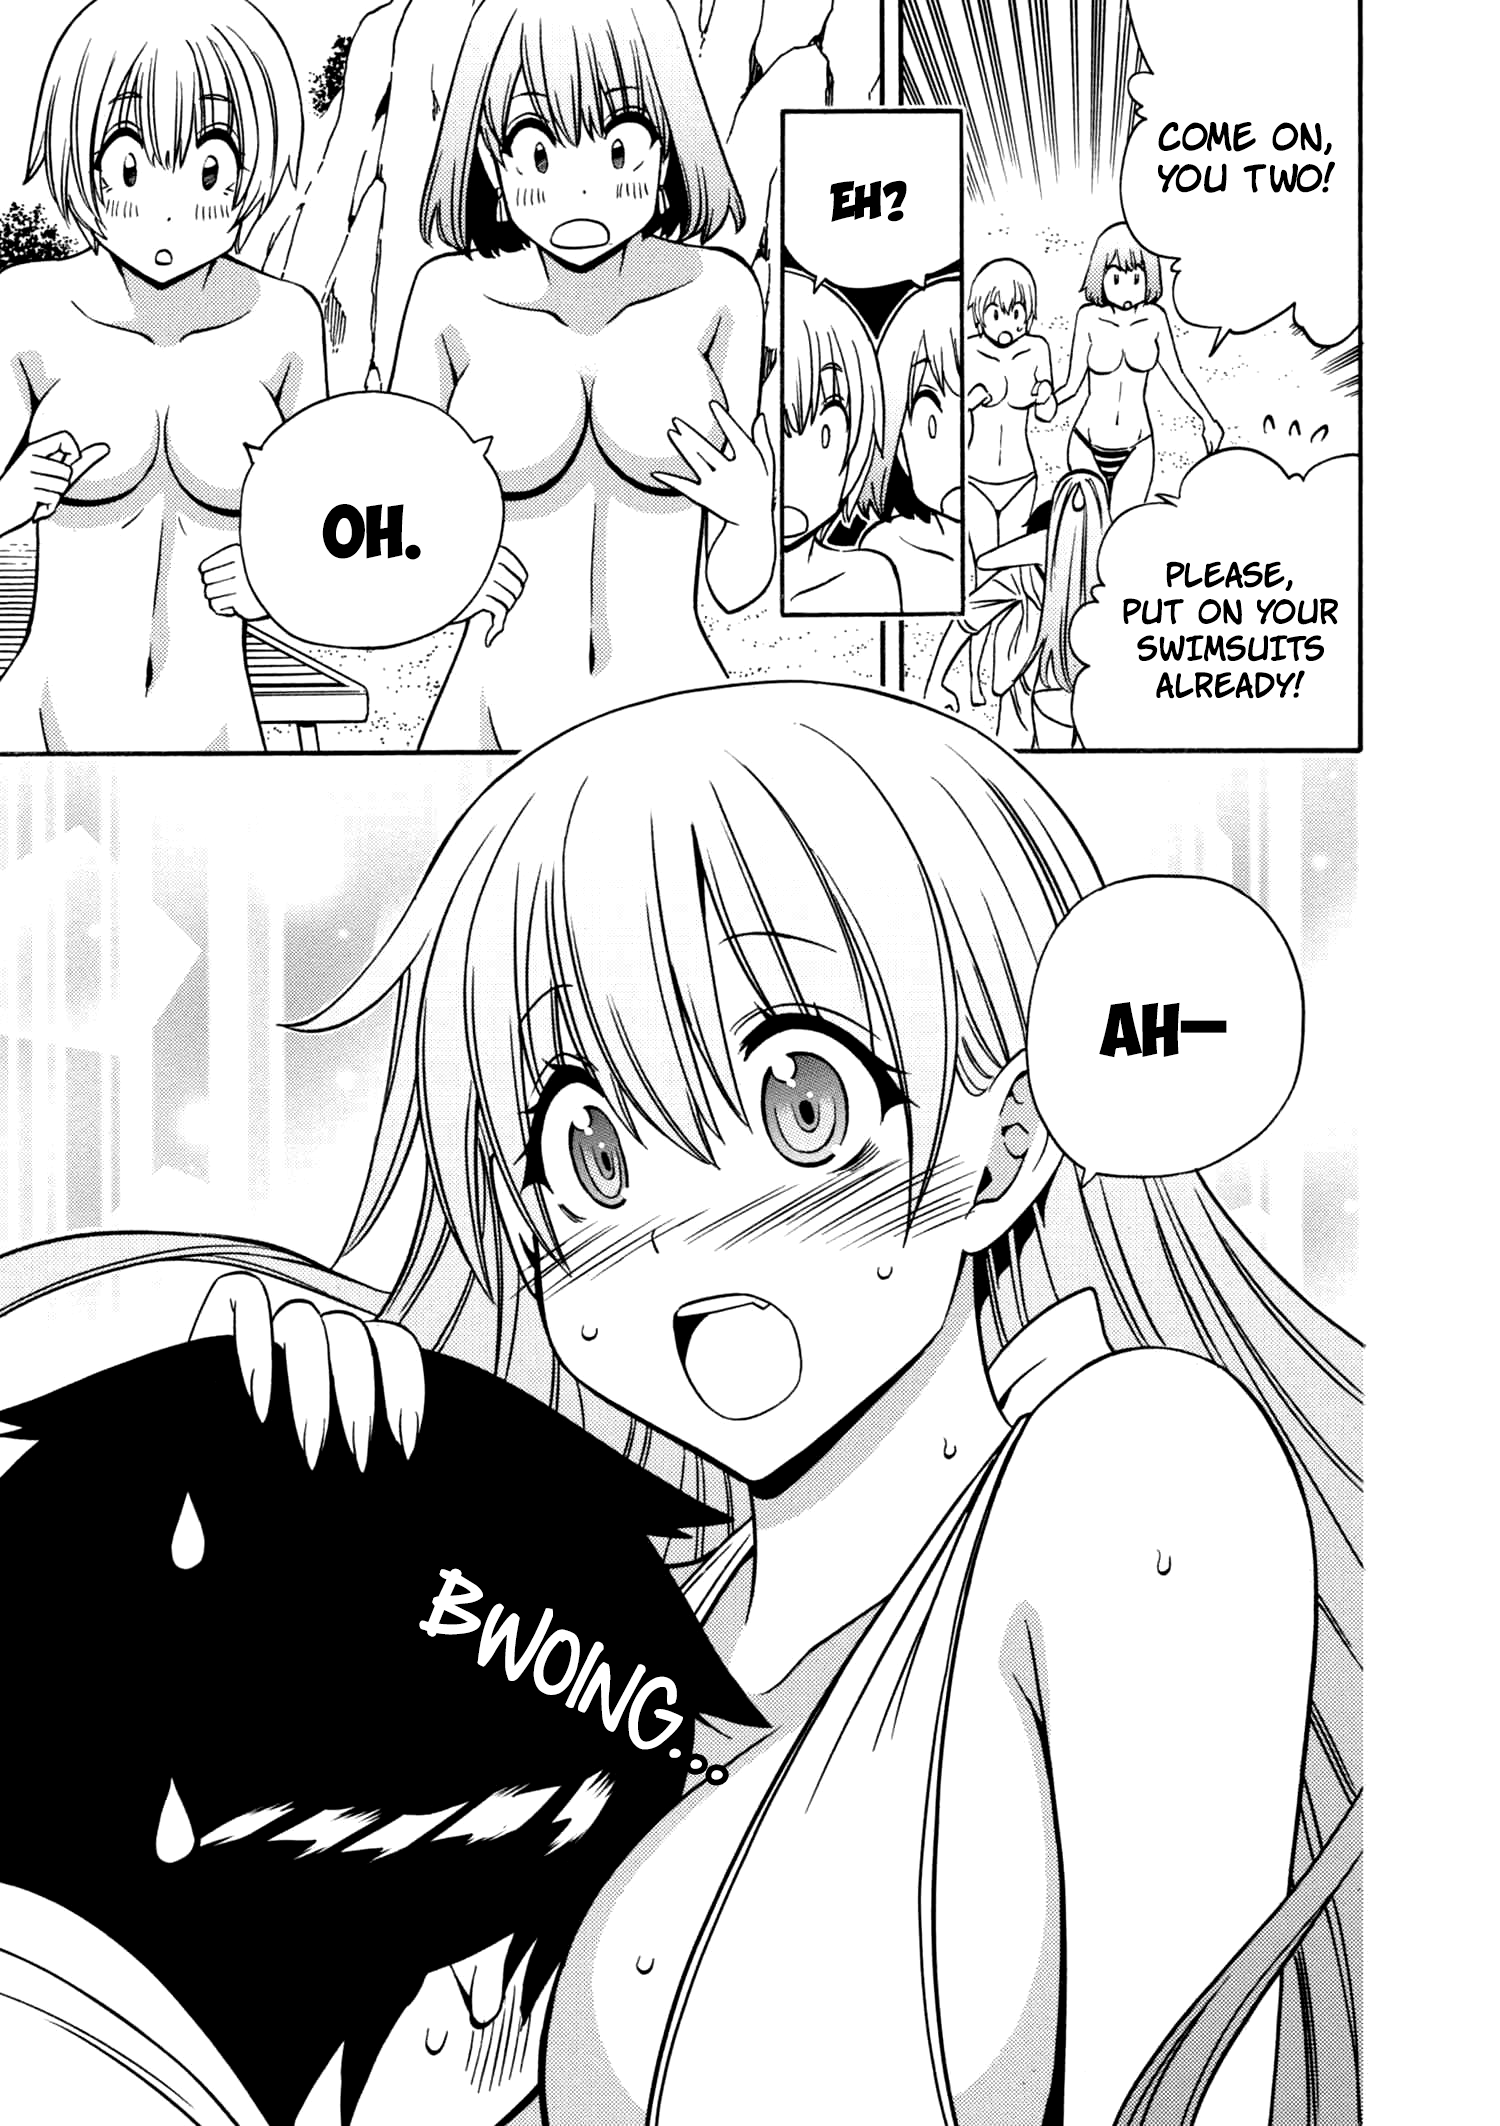 COME ON,
YOU TWO!
PLEASE,
PUT ON YOUR
SWIMSUITS
ALREADY!
EH?
OH.
AH—
BWOING...